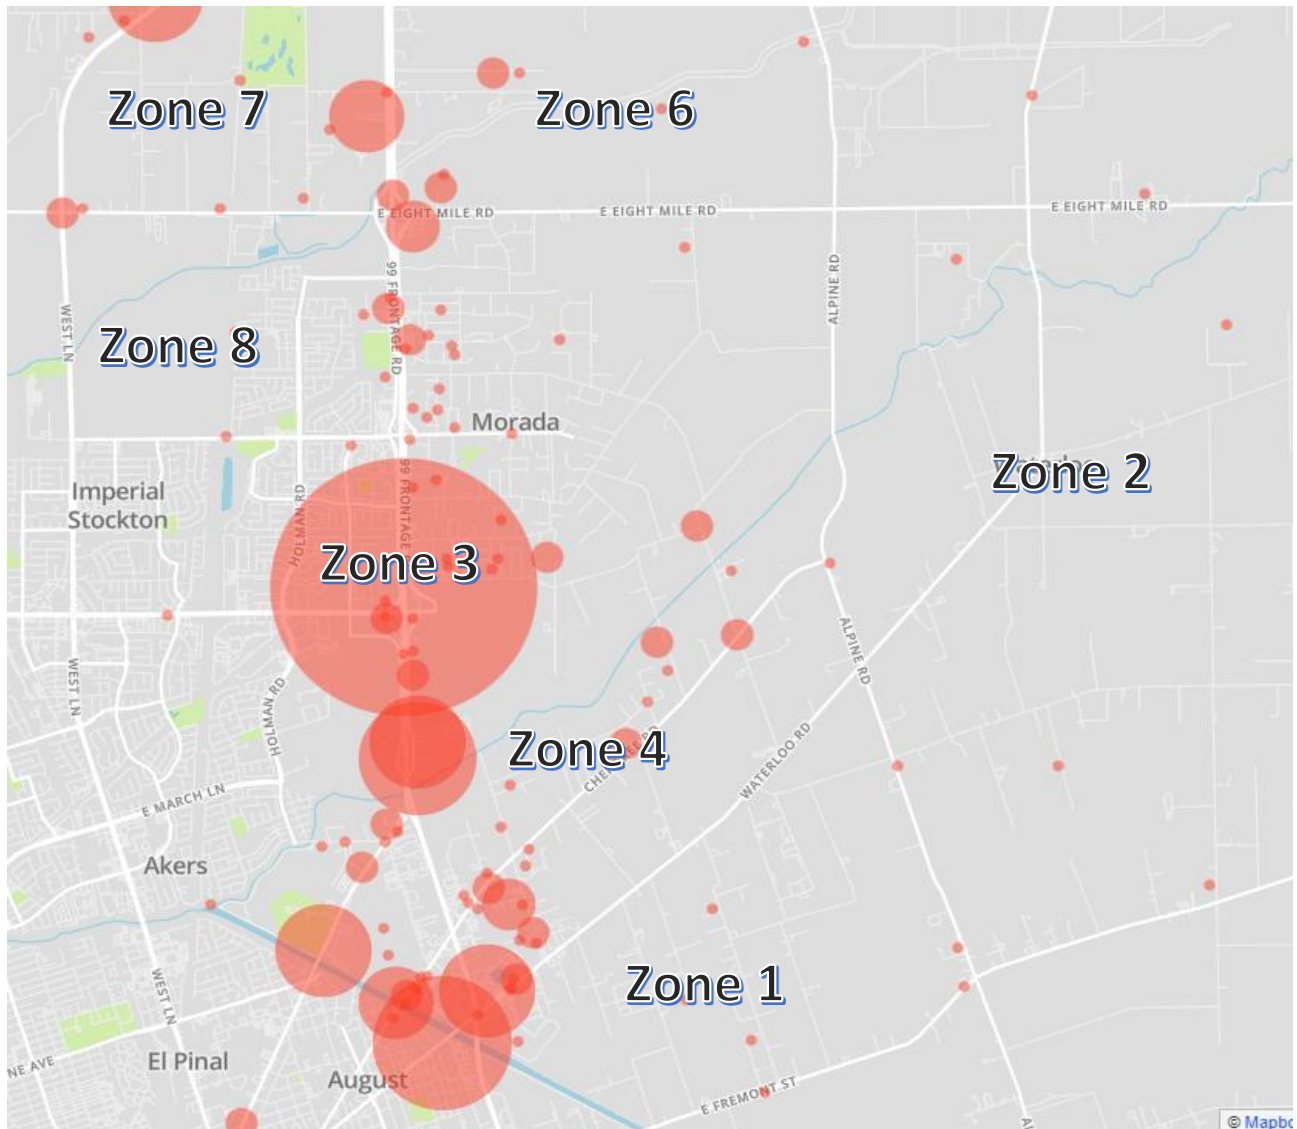 Zone 7
Zone 6
E EIGHT MILE RD
E EIGHT MILE RD
E EIGHT MILE RD
99 FRONTAGE RD
ALPINE RD
WEST LN
Zone 8
Morada
Zone 2
Imperial
Stockton
HOLMAN RD
99 FRONTAGE
Zone 3
ALPINE RD
WEST LN
HOLMAN RD
Zone 4
WATERLOO RD
E MARCH LN
Akers
WEST LN
Zone 1
El Pinal
NE AVE
August
E FREMONT ST
© Mapbo